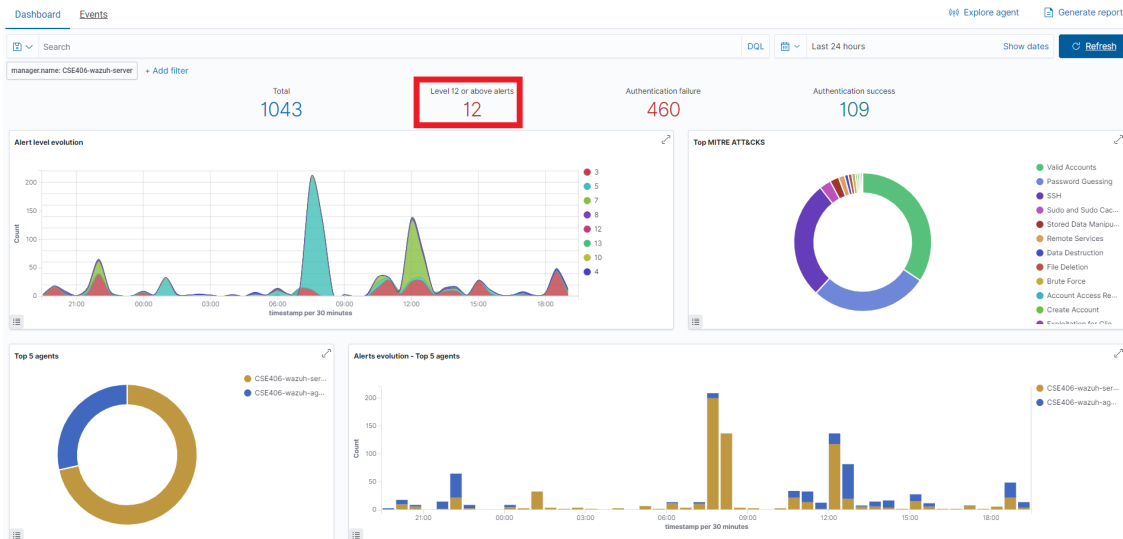 Dashboard Events Explore agent Generate report
Search DQL Last 24 hours Show dates Refresh
manager.name: CSE406-wazuh-server + Add filter
Total Level 12 or above alerts Authentication failure Authentication success
1043 12 460 109
Alert level evolution
200
150
100
50
0
Count
21:00 00:00 03:00 06:00 09:00 12:00 15:00 18:00
timestamp per 30 minutes
3
5
7
8
12
13
10
4
Top MITRE ATT&CKS
Valid Accounts
Password Guessing
SSH
Sudo and Sudo Cac...
Stored Data Manipu...
Remote Services
Data Destruction
File Deletion
Brute Force
Account Access Re...
Create Account
Top 5 agents
CSE406-wazuh-ser...
CSE406-wazuh-ag...
Alerts evolution - Top 5 agents
200
150
100
50
0
Count
21:00 00:00 03:00 06:00 09:00 12:00 15:00 18:00
timestamp per 30 minutes
CSE406-wazuh-ser...
CSE406-wazuh-ag...